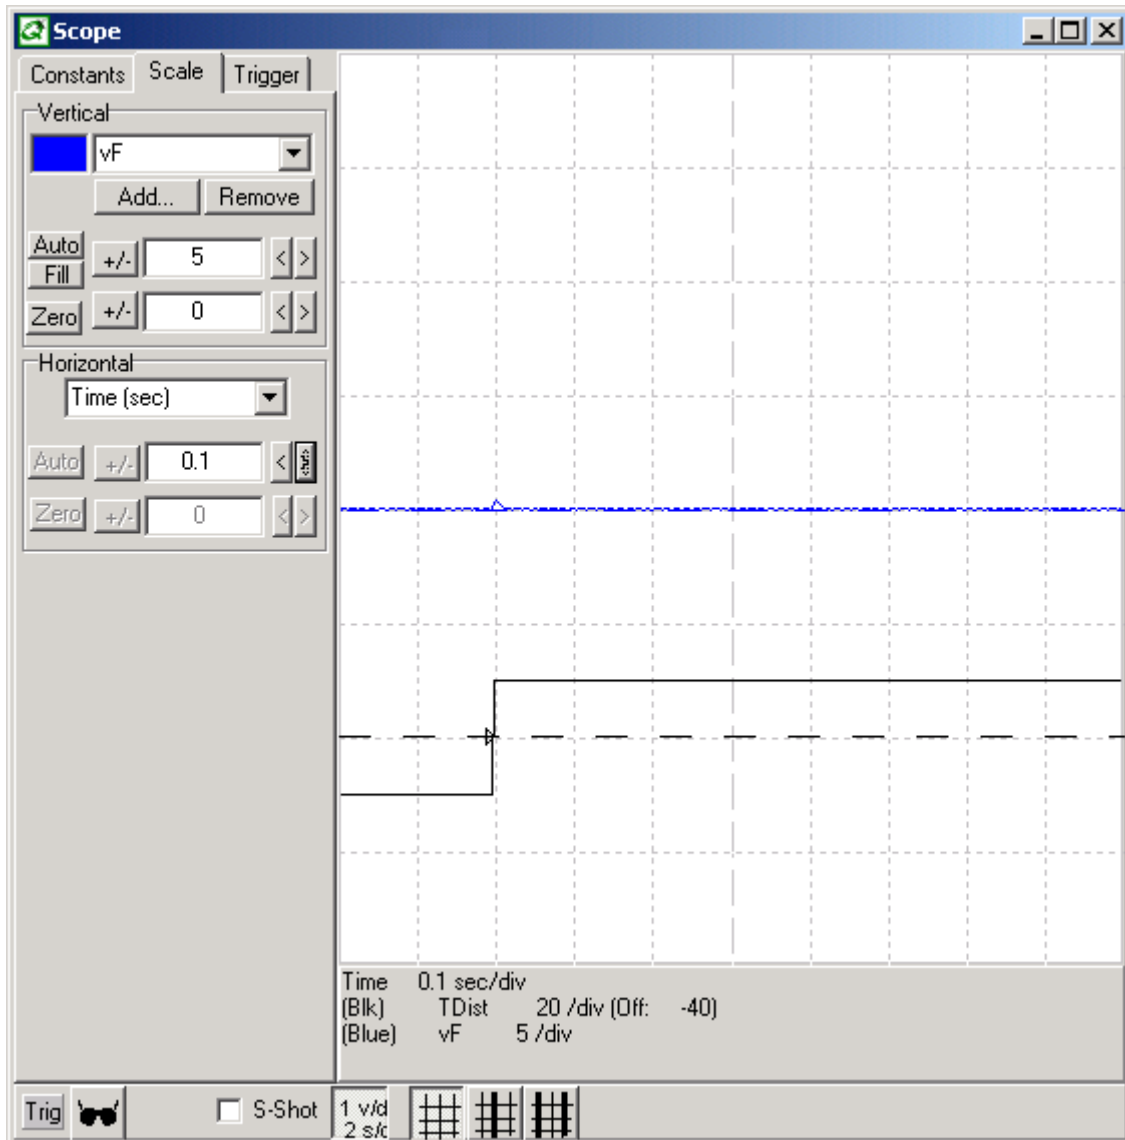 Scope
Constants Scale Trigger
Vertical
vF
Add... Remove
Auto +/- 5 < >
Fill
Zero +/- 0 < >
Horizontal
Time (sec)
Auto +/- 0.1 <
Zero +/- 0 < >
Time 0.1 sec/div
(Blk) TDist 20 /div (Off: -40)
(Blue) vF 5 /div
Trig S-Shot 1 v/d
2 s/d